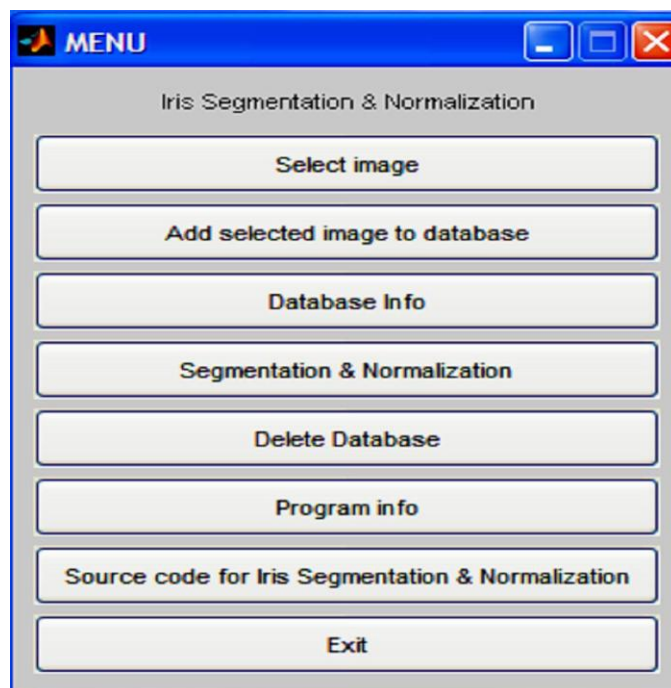 MENU
Iris Segmentation & Normalization
Select image
Add selected image to database
Database Info
Segmentation & Normalization
Delete Database
Program info
Source code for Iris Segmentation & Normalization
Exit